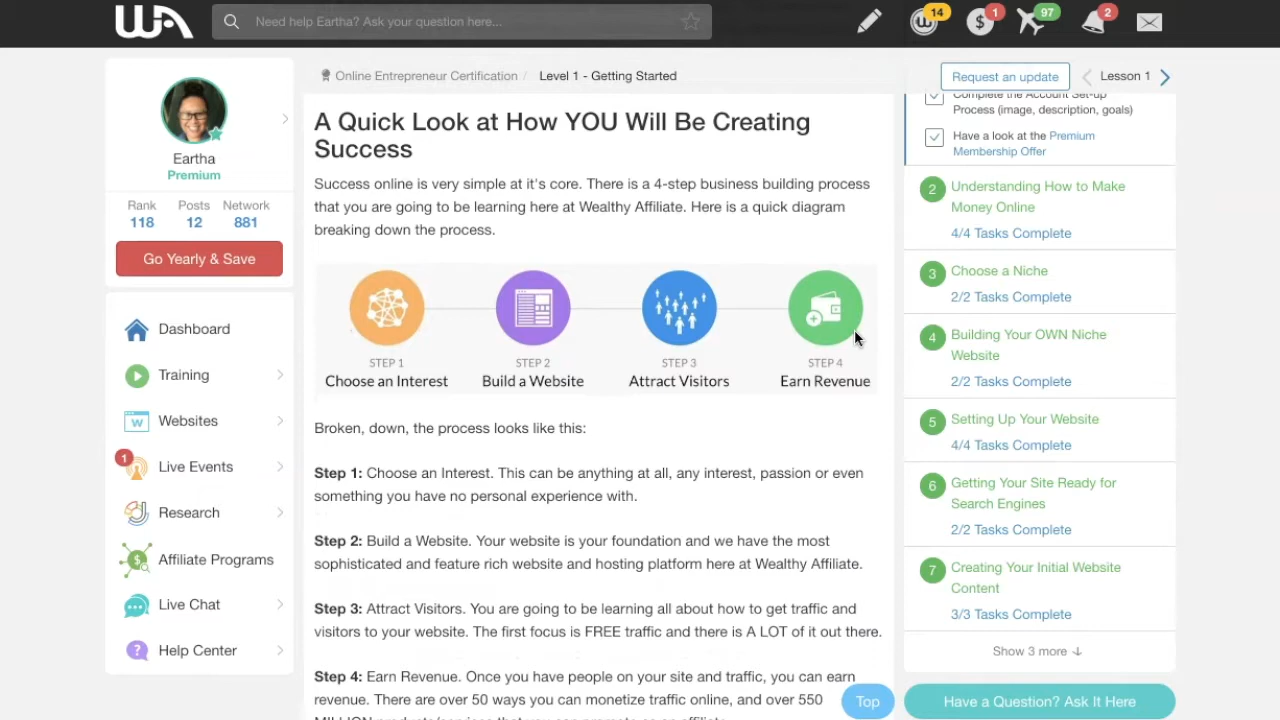 WA
Need help Eartha? Ask your question here...
14
1
97
2
Eartha
Premium
Rank
Posts
Network
118
12
881
Go Yearly & Save
Dashboard
Training
Websites
1
Live Events
Research
Affiliate Programs
Live Chat
Help Center
Online Entrepreneur Certification / Level 1 - Getting Started
A Quick Look at How YOU Will Be Creating
Success
Success online is very simple at it's core. There is a 4-step business building process
that you are going to be learning here at Wealthy Affiliate. Here is a quick diagram
breaking down the process.
STEP 1
Choose an Interest
STEP 2
Build a Website
STEP 3
Attract Visitors
STEP 4
Earn Revenue
Broken, down, the process looks like this:
Step 1: Choose an Interest. This can be anything at all, any interest, passion or even
something you have no personal experience with.
Step 2: Build a Website. Your website is your foundation and we have the most
sophisticated and feature rich website and hosting platform here at Wealthy Affiliate.
Step 3: Attract Visitors. You are going to be learning all about how to get traffic and
visitors to your website. The first focus is FREE traffic and there is A LOT of it out there.
Step 4: Earn Revenue. Once you have people on your site and traffic, you can earn
revenue. There are over 50 ways you can monetize traffic online, and over 550
Top
Request an update
Lesson 1
Complete the Account Set-up
Process (image, description, goals)
Have a look at the Premium
Membership Offer
2
Understanding How to Make
Money Online
4/4 Tasks Complete
3
Choose a Niche
2/2 Tasks Complete
4
Building Your OWN Niche
Website
2/2 Tasks Complete
5
Setting Up Your Website
4/4 Tasks Complete
6
Getting Your Site Ready for
Search Engines
2/2 Tasks Complete
7
Creating Your Initial Website
Content
3/3 Tasks Complete
Show 3 more ↓
Have a Question? Ask It Here